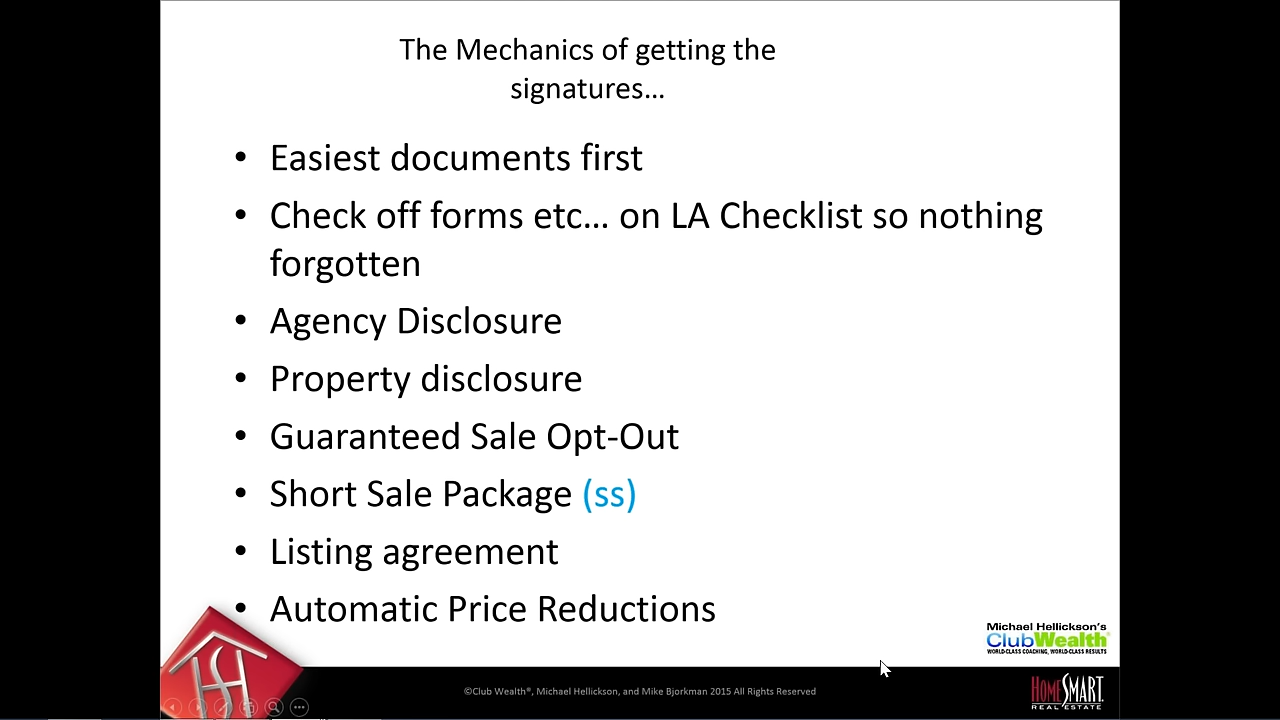 The Mechanics of getting the
signatures…
• Easiest documents first
• Check off forms etc… on LA Checklist so nothing
forgotten
• Agency Disclosure
• Property disclosure
• Guaranteed Sale Opt-Out
• Short Sale Package (ss)
• Listing agreement
• Automatic Price Reductions
Michael Hellickson's
ClubWealth®
WORLD-CLASS COACHING, WORLD-CLASS RESULTS
©Club Wealth®, Michael Hellickson, and Mike Bjorkman 2015 All Rights Reserved
HOMESMART
REAL ESTATE